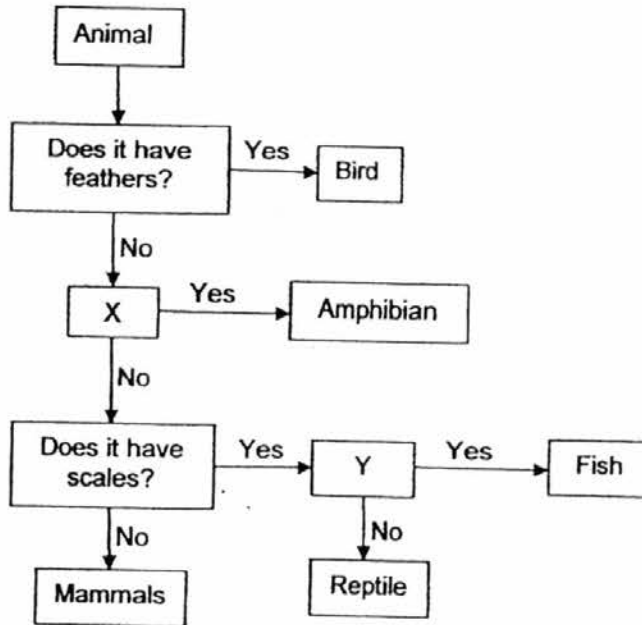 Animal
Does it have
feathers?
Yes
Bird
No
X
Yes
Amphibian
No
Does it have
scales?
Yes
Y
Yes
Fish
No
No
Mammals
Reptile